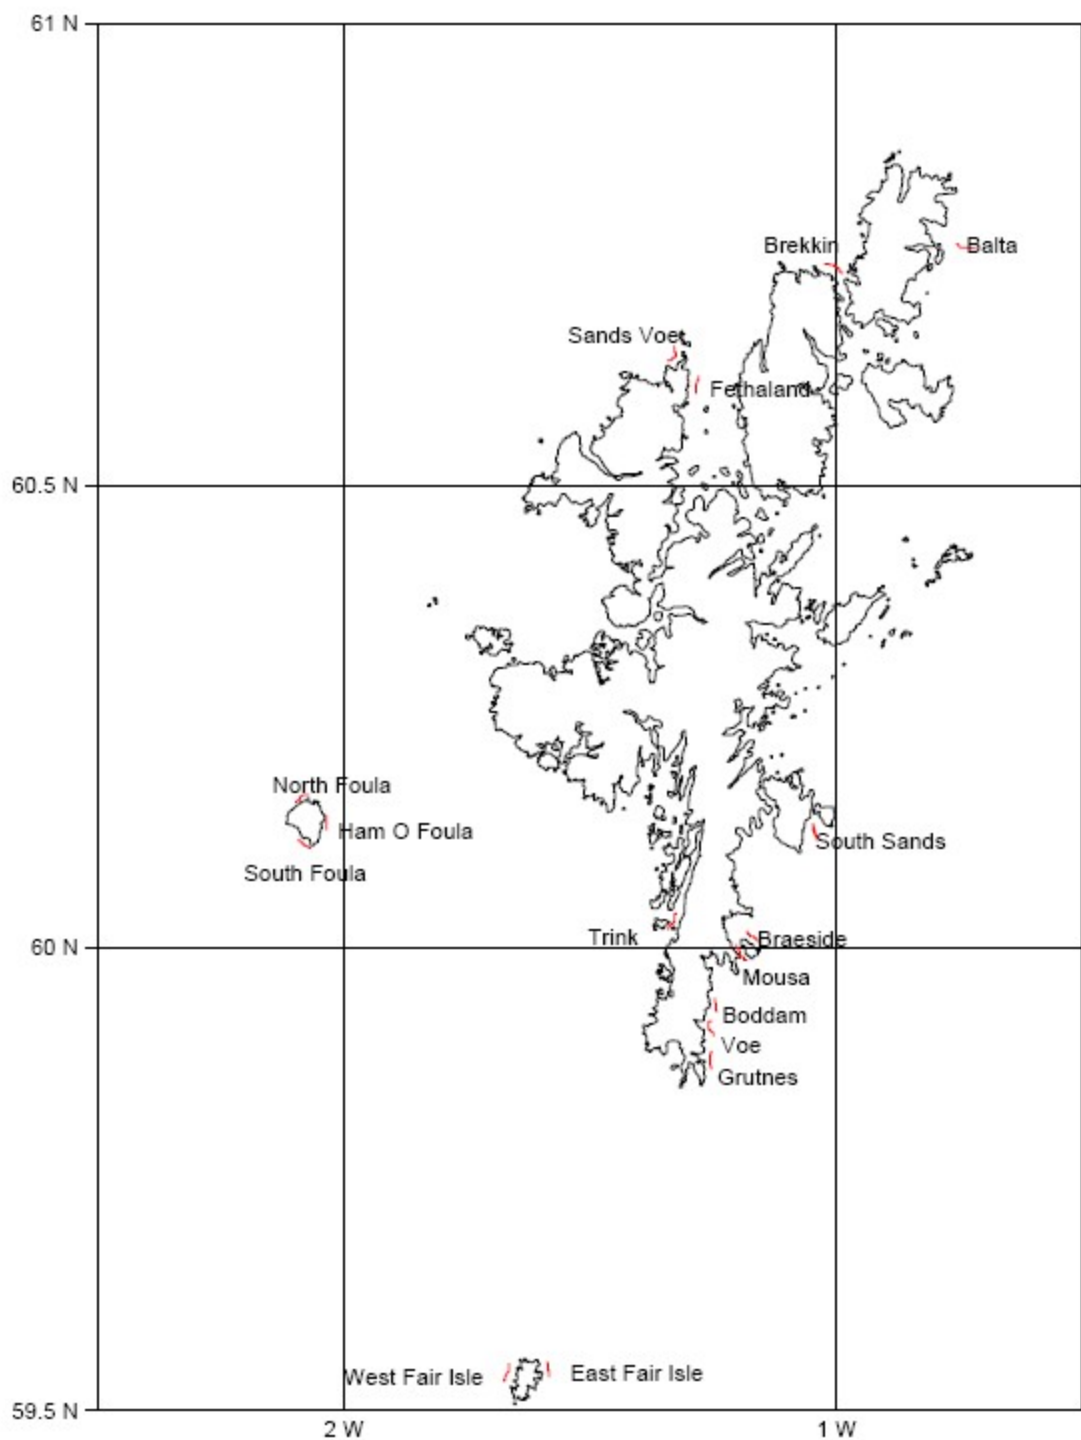 61 N
Brekkin
Balta
Sands Voe
Fethaland
60.5 N
North Foula
Ham O Foula
South Sands
South Foula
Trink
Braeside
60 N
Mousa
Boddam
Voe
Grutnes
West Fair Isle
East Fair Isle
59.5 N
2 W
1 W